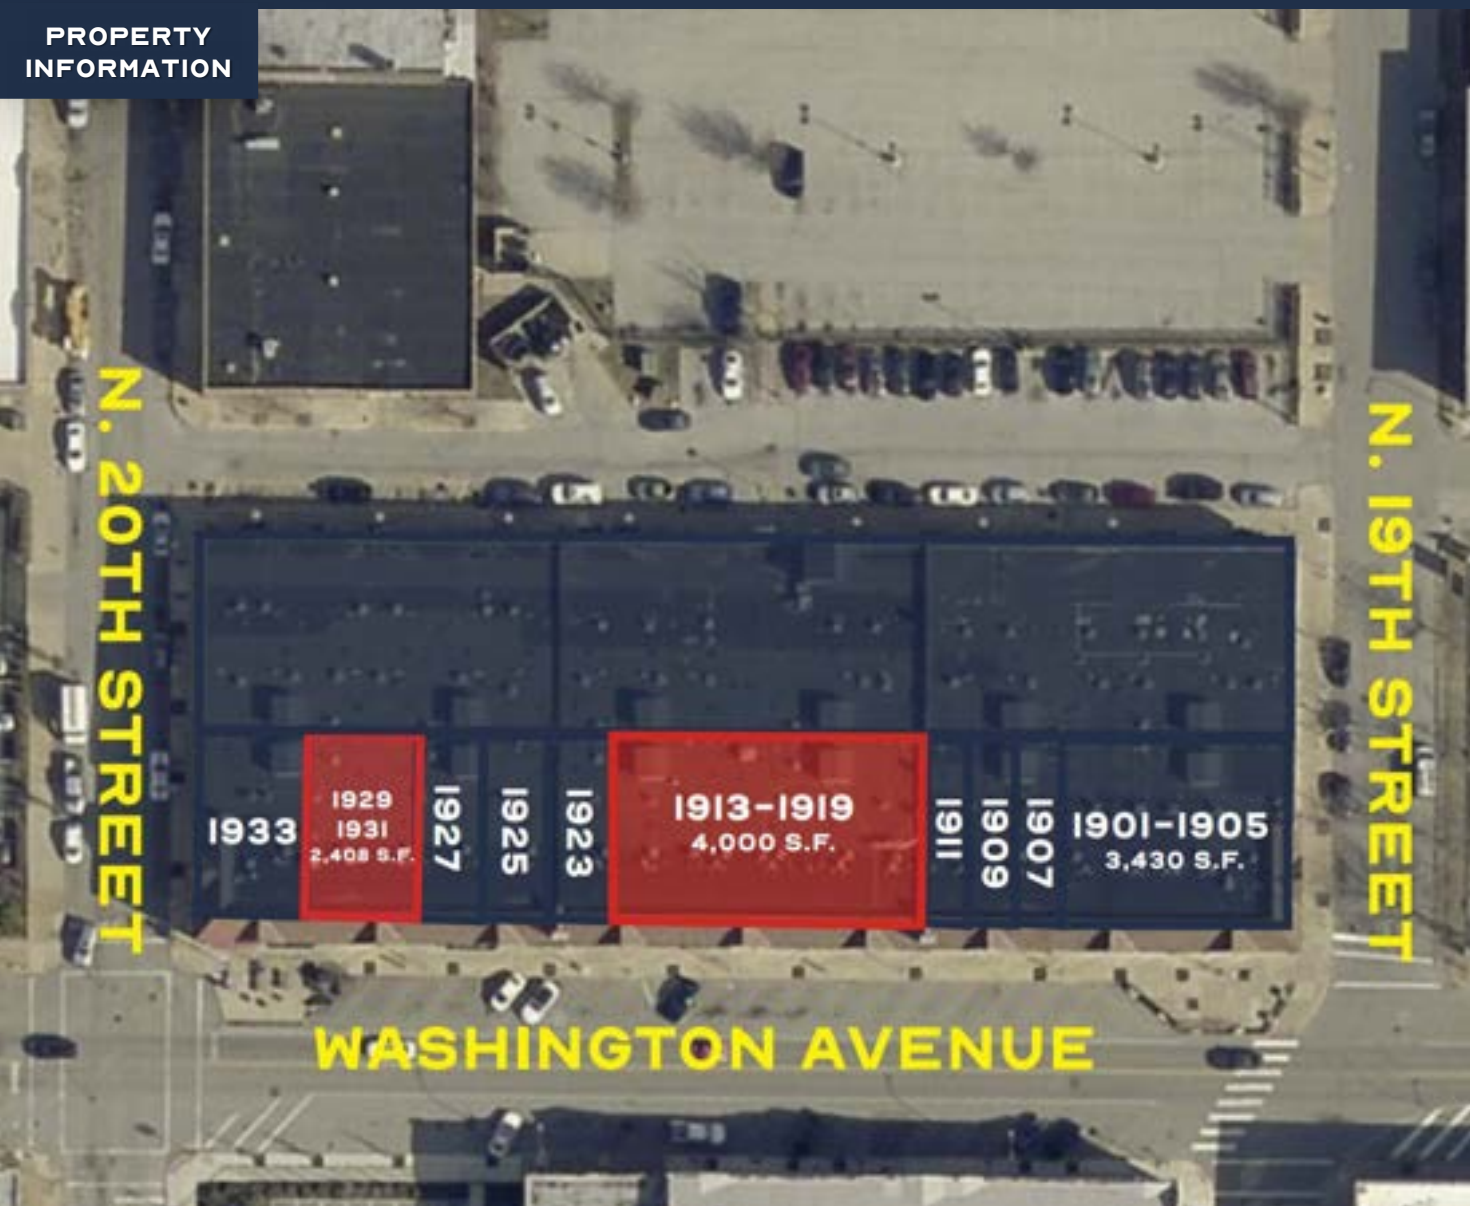 PROPERTY
INFORMATION
N. 20TH STREET
N. 19TH STREET
1933
1929
1931
2,408 S.F.
1927
1925
1923
1913-1919
4,000 S.F.
1911
1909
1907
1901-1905
3,430 S.F.
WASHINGTON AVENUE